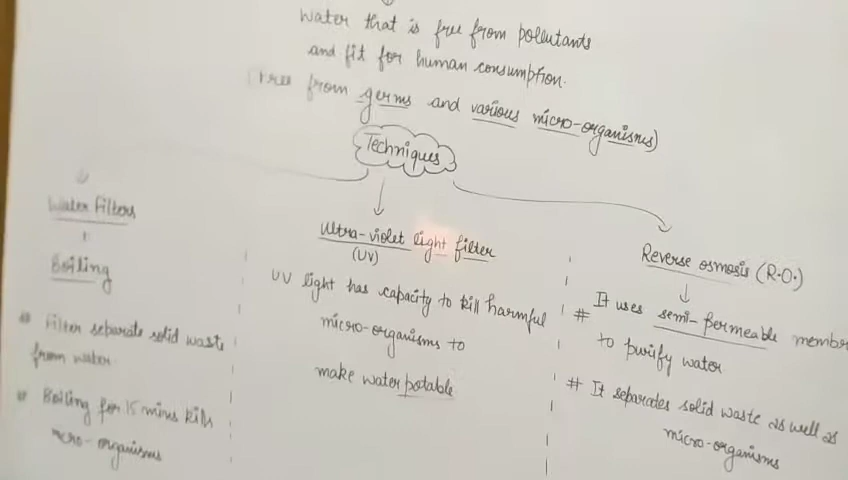 Water that is free from pollutants
and fit for human consumption.
(Free from germs and various micro-organisms)
Techniques
Water Filters
+
Boiling
Filter separate solid waste
from water
Boiling for 15 mins kills
micro-organisms
Ultra-violet light filter
(UV)
UV light has capacity to kill harmful
micro-organisms to
make water potable
Reverse osmosis (R.O.)
# It uses semi-permeable membr
to purify water
# It separates solid waste as well as
micro-organisms